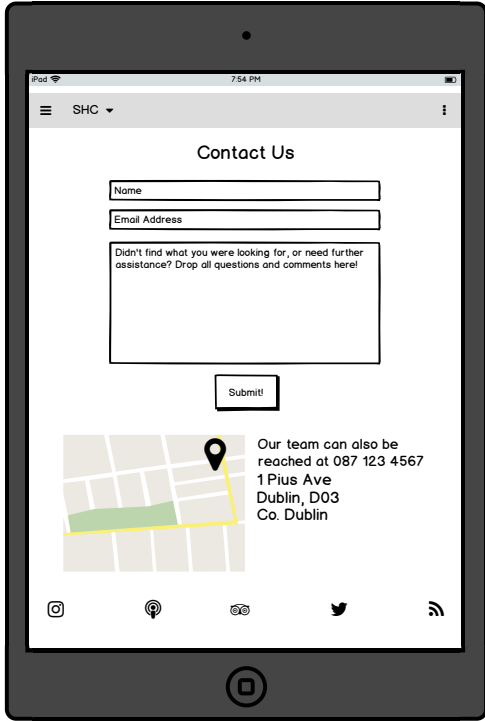 iPad 7:54 PM
SHC
Contact Us
Name
Email Address
Didn't find what you were looking for, or need further
assistance? Drop all questions and comments here!
Submit!
Our team can also be
reached at 087 123 4567
1 Pius Ave
Dublin, D03
Co. Dublin